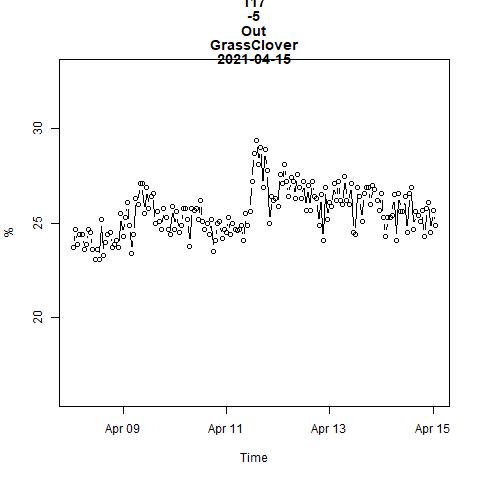 117
-5
Out
GrassClover
2021-04-15
30
25
20
%
Apr 09
Apr 11
Apr 13
Apr 15
Time